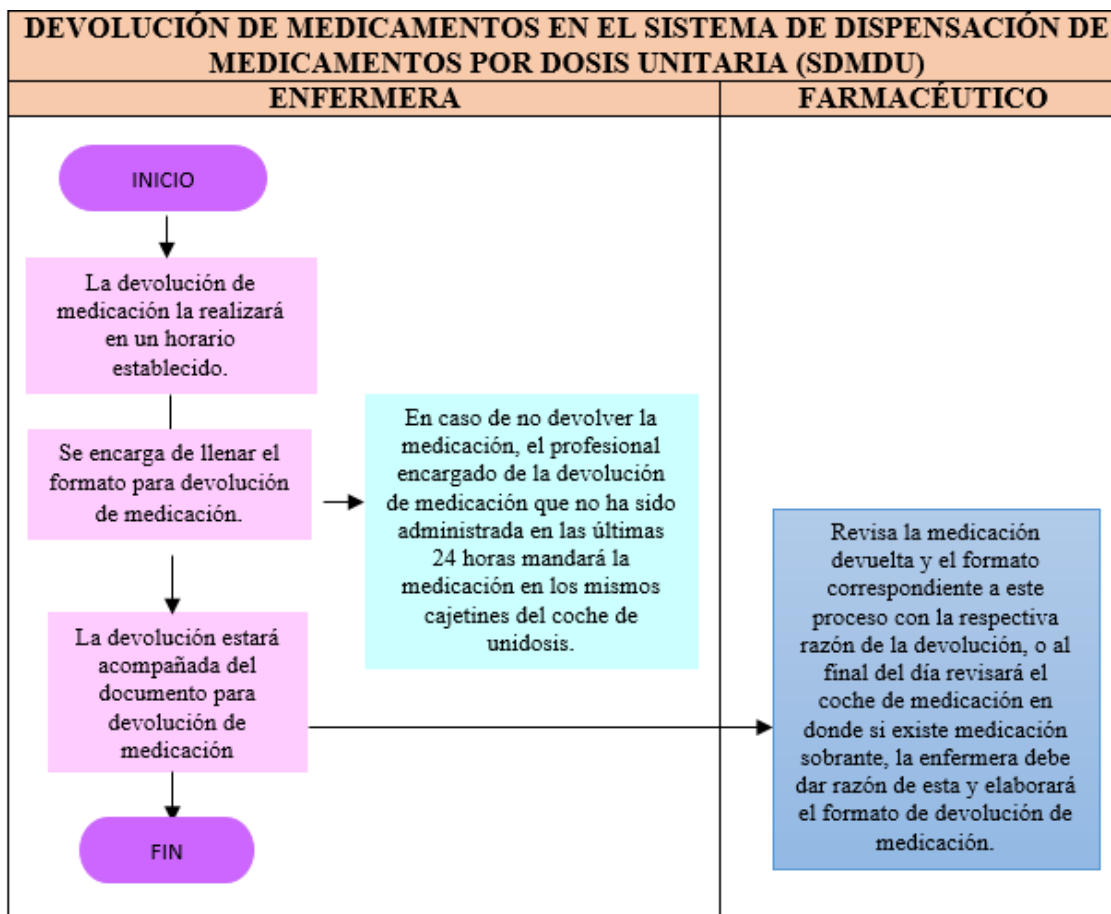 DEVOLUCIÓN DE MEDICAMENTOS EN EL SISTEMA DE DISPENSACIÓN DE
MEDICAMENTOS POR DOSIS UNITARIA (SDMDU)
ENFERMERA
FARMACÉUTICO
INICIO
La devolución de
medicación la realizará
en un horario
establecido.
Se encarga de llenar el
formato para devolución
de medicación.
En caso de no devolver la
medicación, el profesional
encargado de la devolución
de medicación que no ha sido
administrada en las últimas
24 horas mandará la
medicación en los mismos
cajetines del coche de
unidosis.
La devolución estará
acompañada del
documento para
devolución de
medicación
Revisa la medicación
devuelta y el formato
correspondiente a este
proceso con la respectiva
razón de la devolución, o al
final del día revisará el
coche de medicación en
donde si existe medicación
sobrante, la enfermera debe
dar razón de esta y elaborará
el formato de devolución de
medicación.
FIN